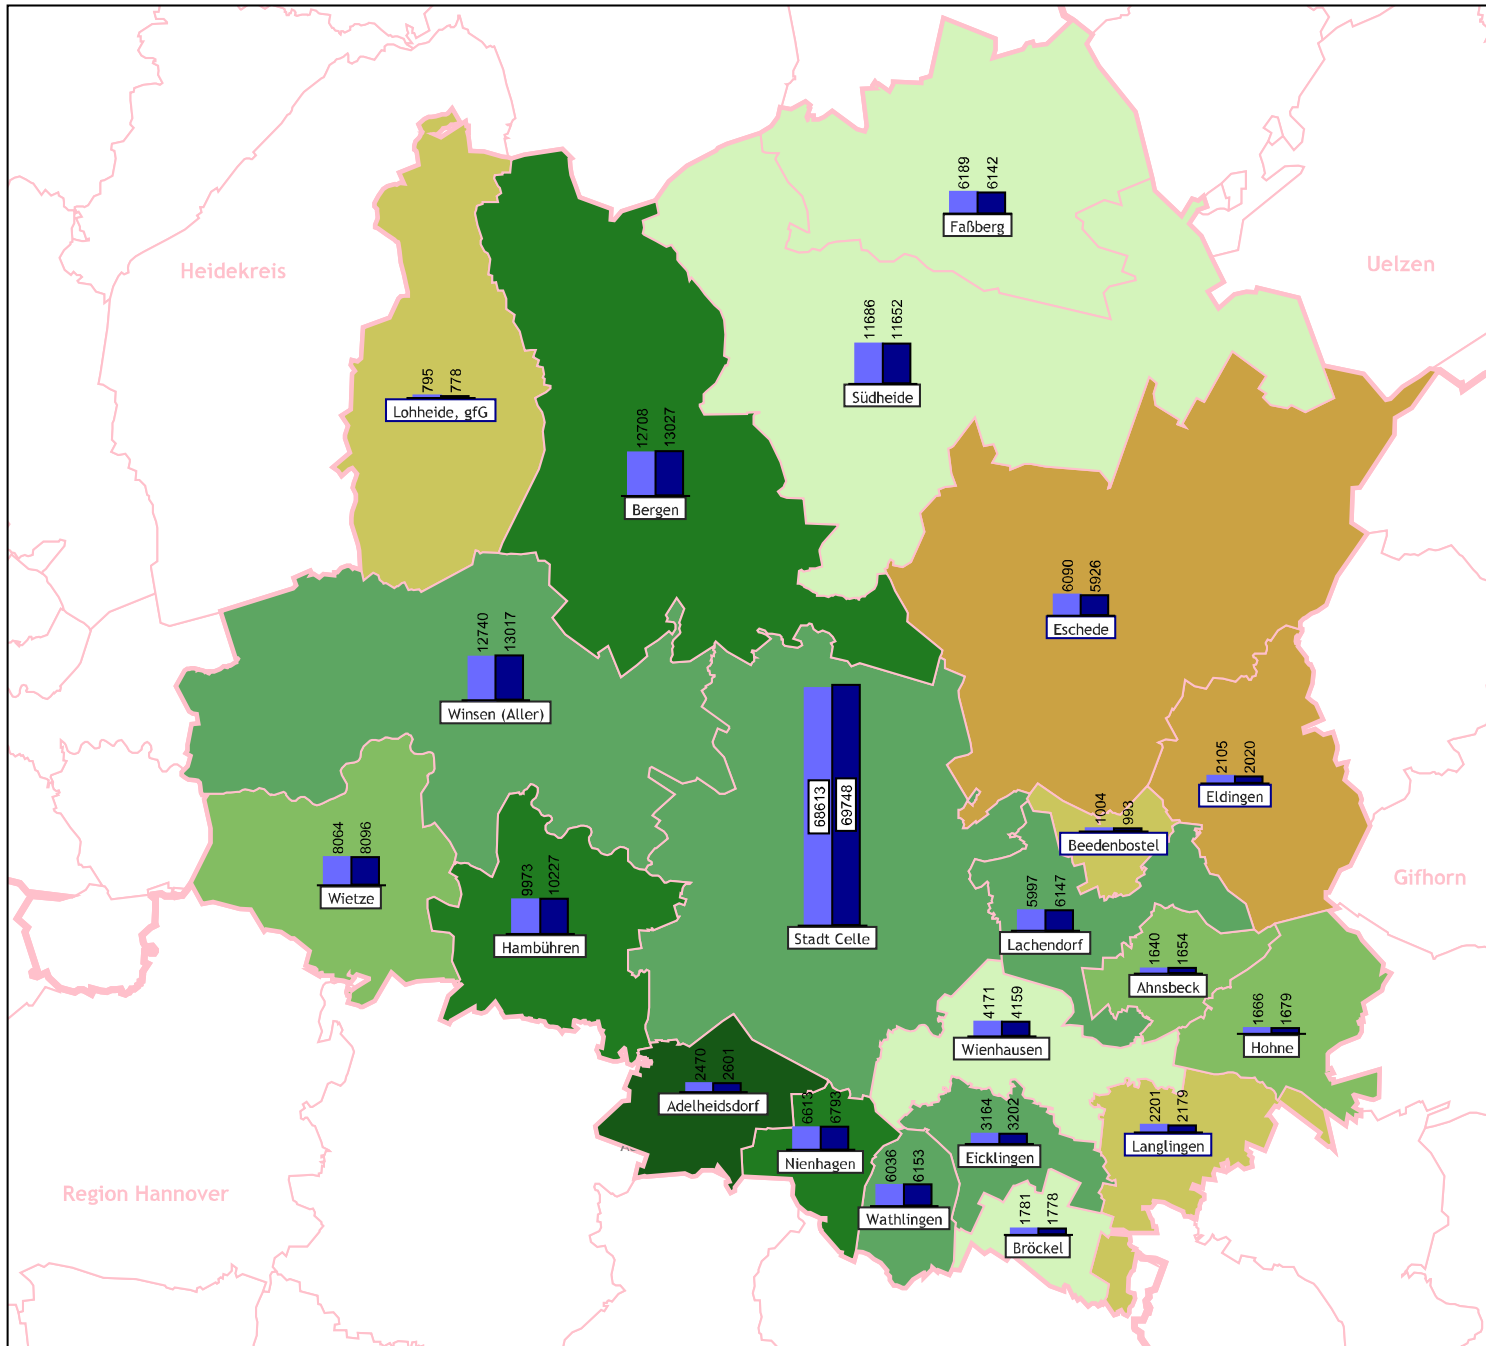 6189 6142
Faßberg
Heidekreis
Uelzen
11686 11652
Südheide
795 778
Lohheide, gfG
12708 13027
Bergen
6090 5926
Eschede
12740 13017
Winsen (Aller)
68613 69748
Stadt Celle
2105 2020
Eldingen
1004 993
Beedenbostel
8064 8096
Wietze
9973 10227
Hambühren
5997 6147
Lachendorf
Gifhorn
1640 1654
Ahnsbeck
4171 4159
Wienhausen
1666 1679
Hohne
2470 2601
Adelheidsdorf
6613 6793
Nienhagen
3164 3202
Eicklingen
2201 2179
Langlingen
Region Hannover
6036 6153
Wathlingen
1781 1778
Bröckel